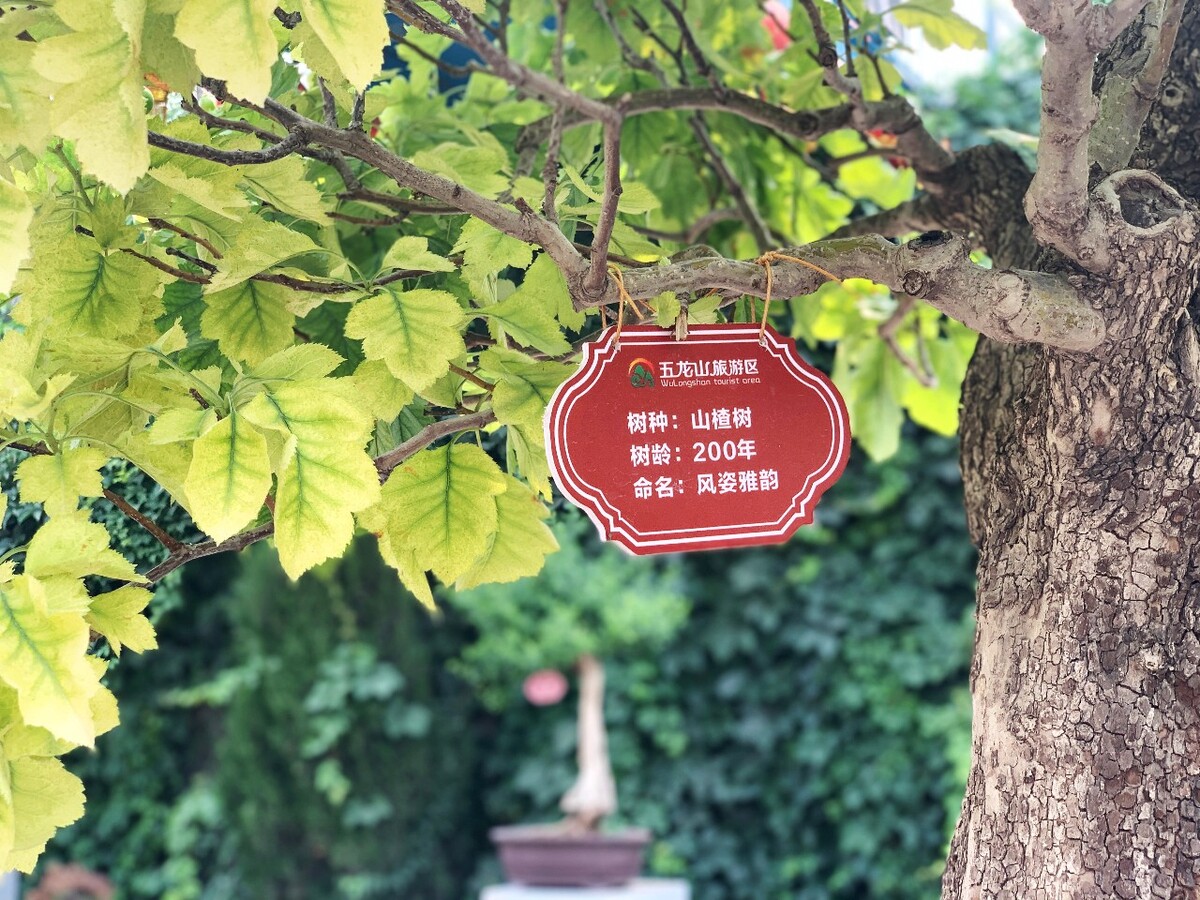 五龙山旅游区
WuLongshan tourist area
树种：山楂树
树龄：200年
命名：风姿雅韵